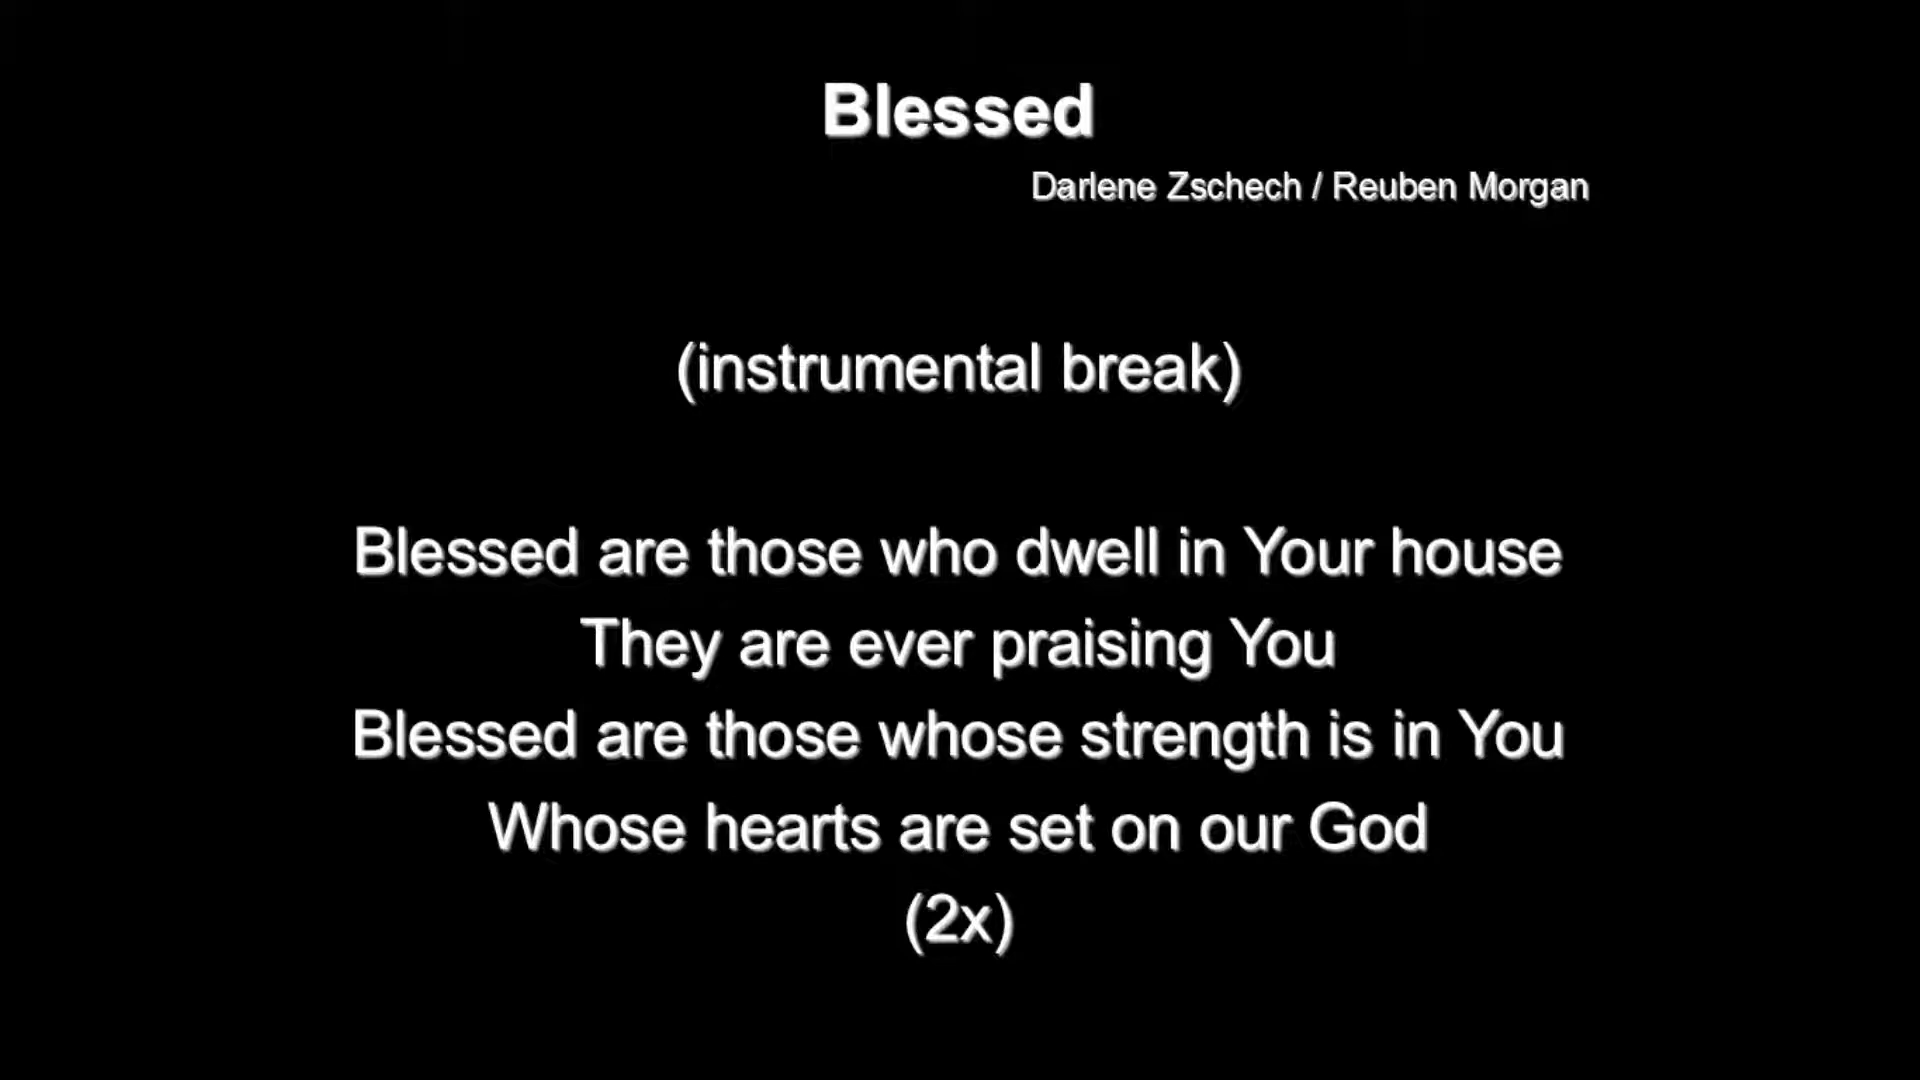 Blessed
Darlene Zschech / Reuben Morgan
(instrumental break)
Blessed are those who dwell in Your house
They are ever praising You
Blessed are those whose strength is in You
Whose hearts are set on our God
(2x)